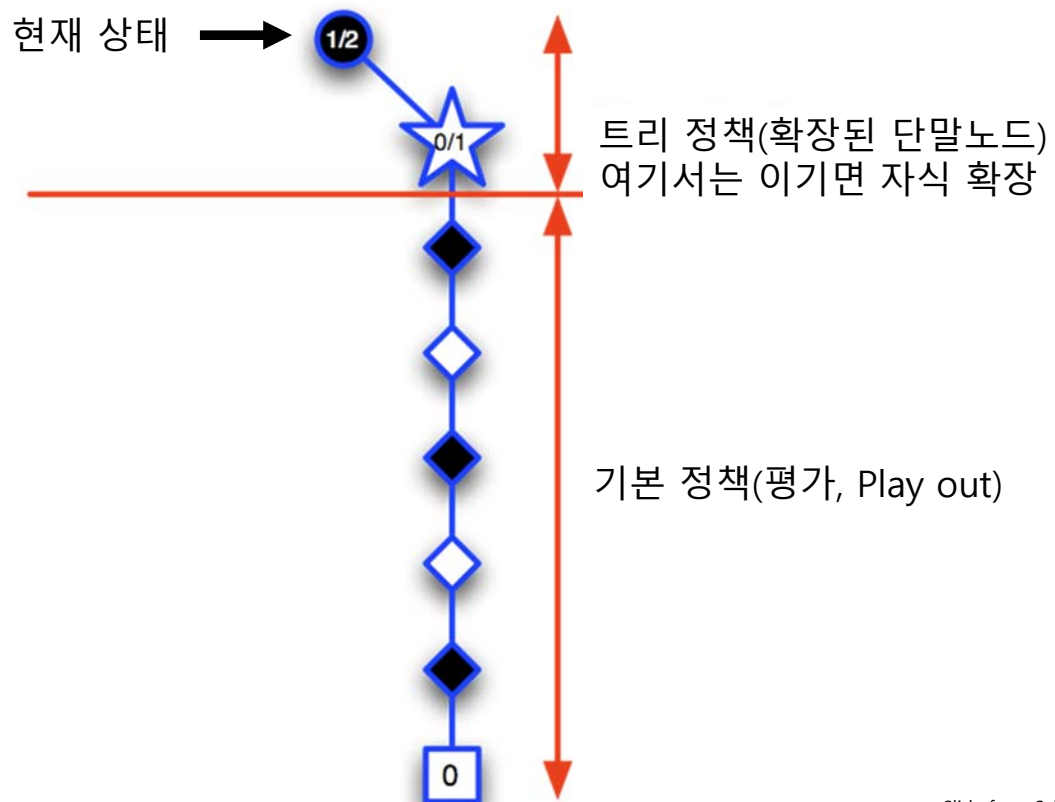 현재 상태
1/2
0/1
트리 정책(확장된 단말노드)
여기서는 이기면 자식 확장
기본 정책(평가, Play out)
0